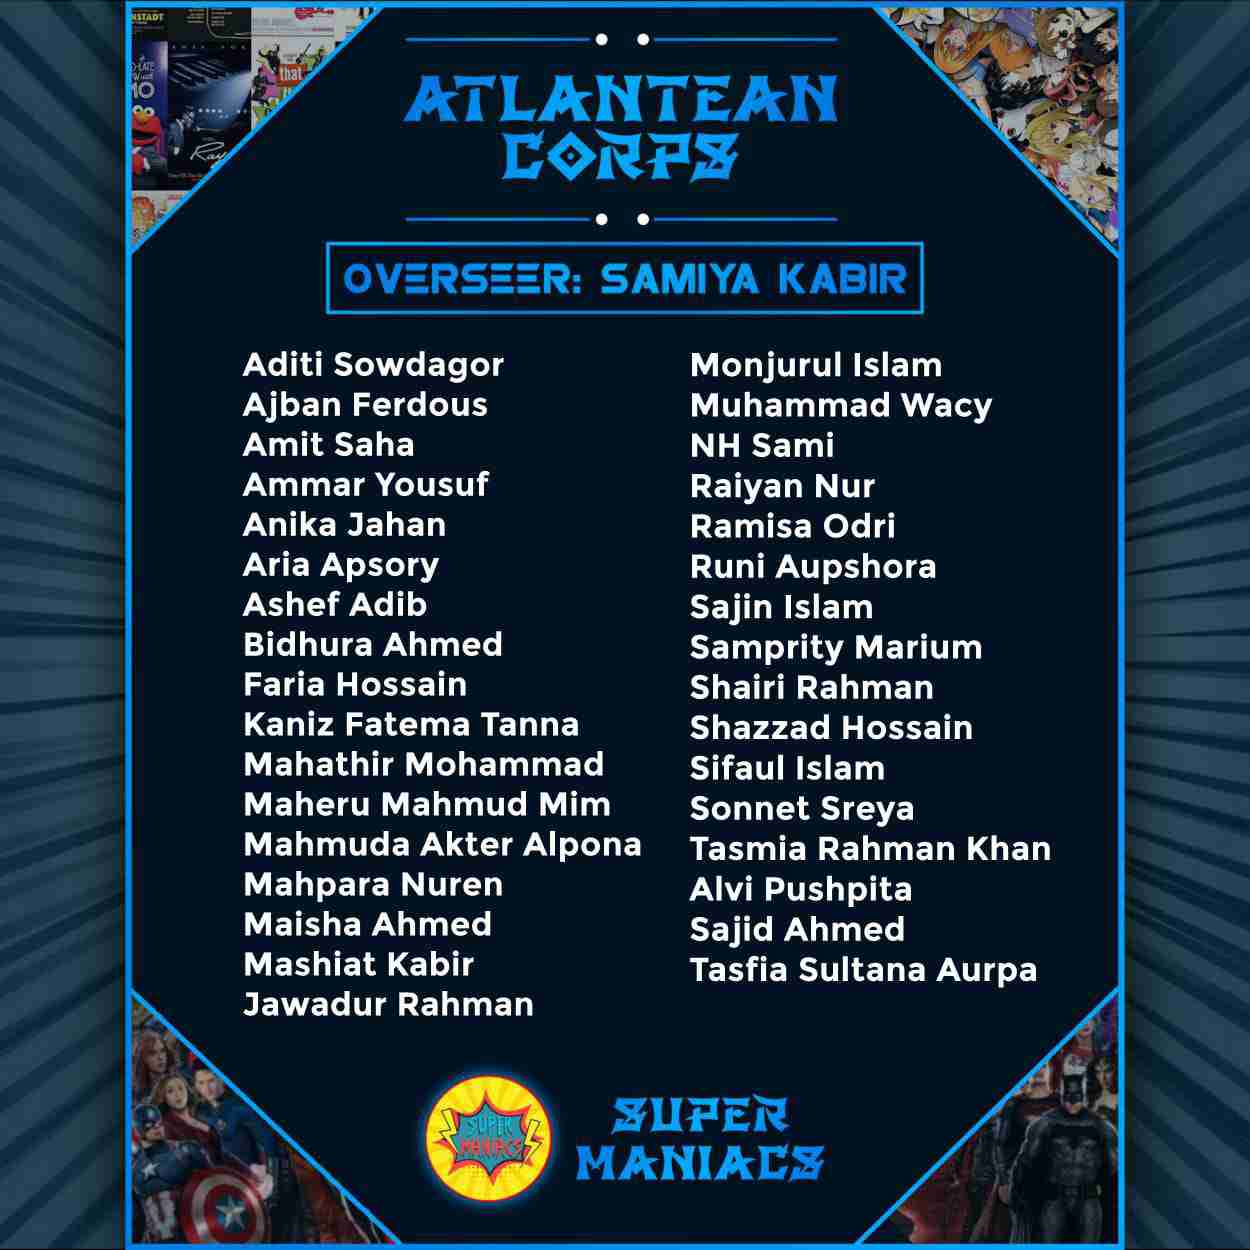 ATLANTEAN
CORPS
OVERSEER: SAMIYA KABIR
Aditi Sowdagor
Ajban Ferdous
Amit Saha
Ammar Yousuf
Anika Jahan
Aria Apsory
Ashef Adib
Bidhura Ahmed
Faria Hossain
Kaniz Fatema Tanna
Mahathir Mohammad
Maheru Mahmud Mim
Mahmuda Akter Alpona
Mahpara Nuren
Maisha Ahmed
Mashiat Kabir
Jawadur Rahman
Monjurul Islam
Muhammad Wacy
NH Sami
Raiyan Nur
Ramisa Odri
Runi Aupshora
Sajin Islam
Samprity Marium
Shairi Rahman
Shazzad Hossain
Sifaul Islam
Sonnet Sreya
Tasmia Rahman Khan
Alvi Pushpita
Sajid Ahmed
Tasfia Sultana Aurpa
SUPER
MANIACS
SUPER
MANIACS
that